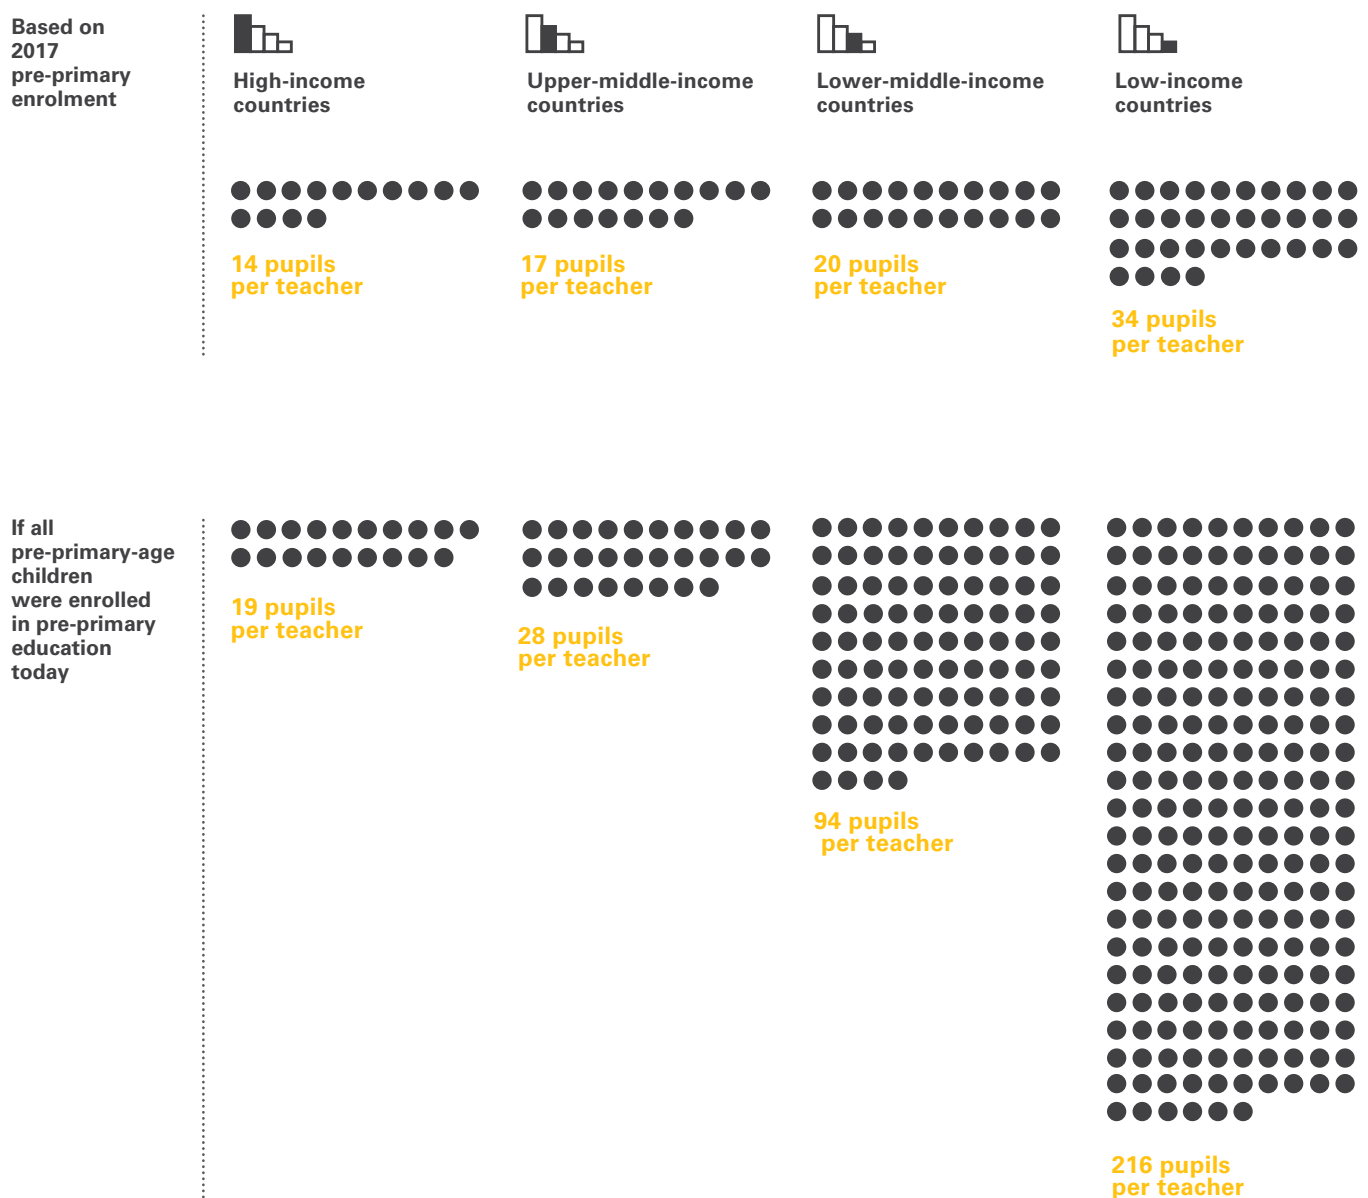 Based on
2017
pre-primary
enrolment
High-income
countries
Upper-middle-income
countries
Lower-middle-income
countries
Low-income
countries
14 pupils
per teacher
17 pupils
per teacher
20 pupils
per teacher
34 pupils
per teacher
If all
pre-primary-age
children
were enrolled
in pre-primary
education
today
19 pupils
per teacher
28 pupils
per teacher
94 pupils
per teacher
216 pupils
per teacher